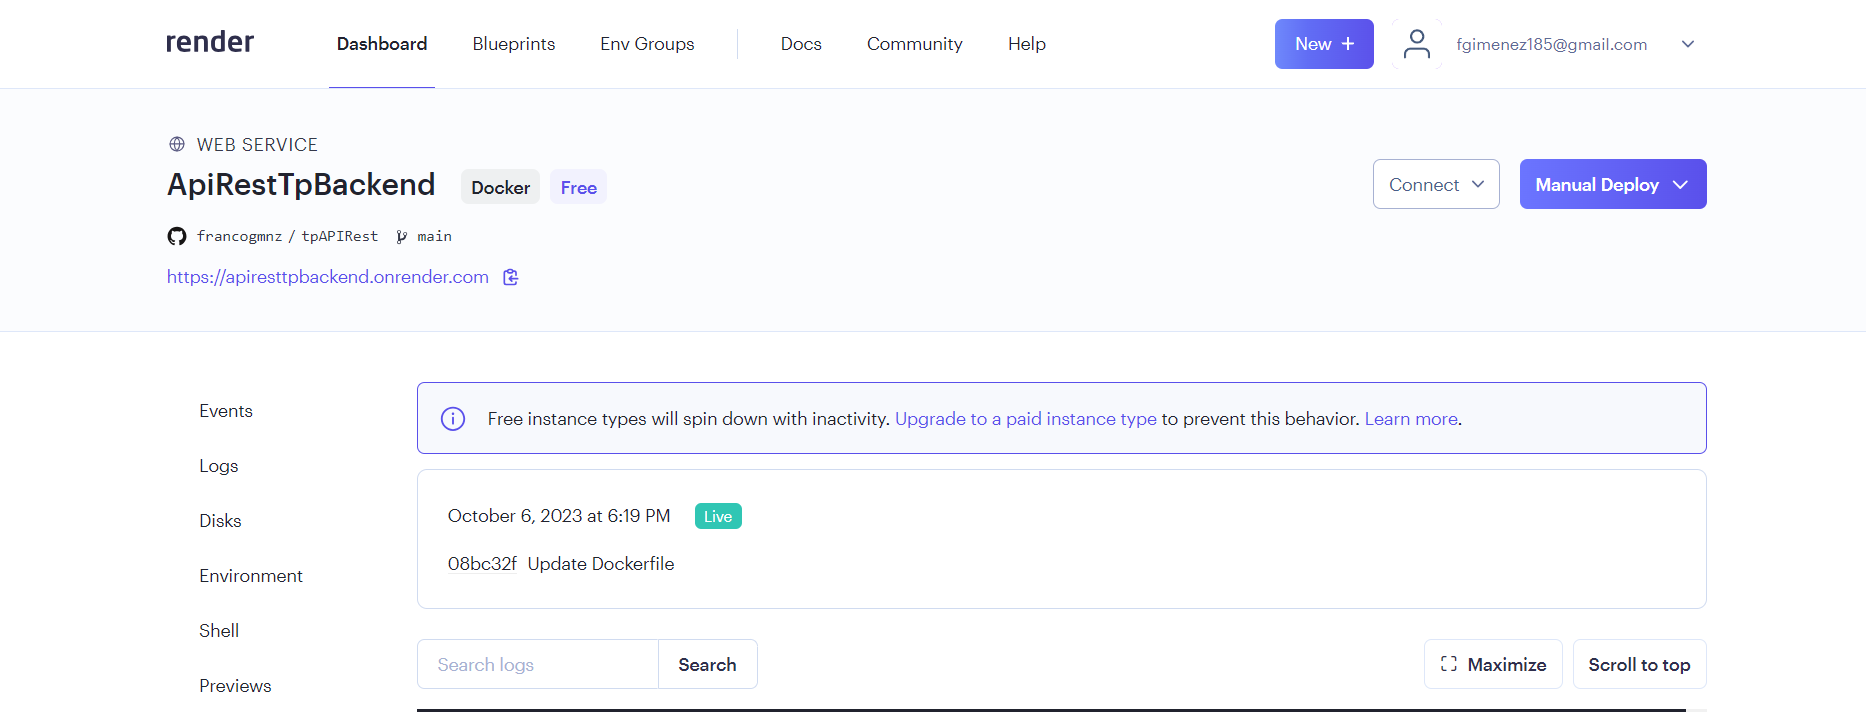 render Dashboard Blueprints Env Groups Docs Community Help New + fgimenez185@gmail.com
WEB SERVICE
ApiRestTpBackend Docker Free Connect Manual Deploy
francogmnz / tpAPIRest main
https://apiresttpbackend.onrender.com
Events
Logs
Disks
Environment
Shell
Previews
Free instance types will spin down with inactivity. Upgrade to a paid instance type to prevent this behavior. Learn more.
October 6, 2023 at 6:19 PM Live
08bc32f Update Dockerfile
Search logs Search Maximize Scroll to top